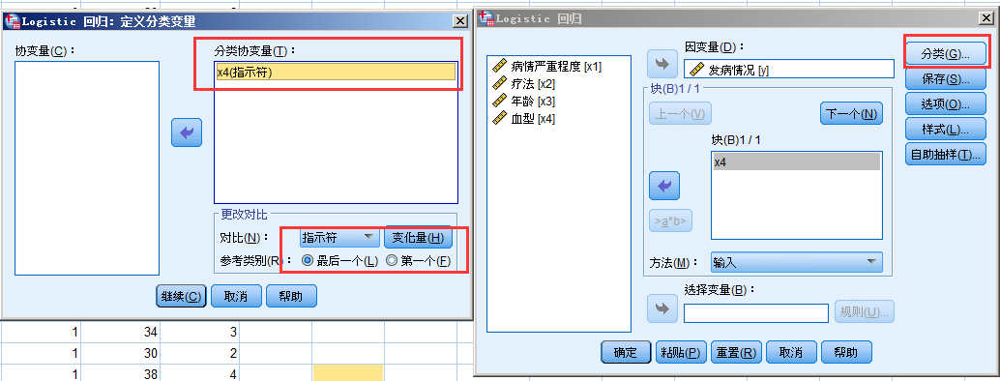 Logistic 回归: 定义分类变量
协变量(C):
分类协变量(T):
x4(指示符)
更改对比
对比(N):
指示符
变化量(H)
参考类别(R):
最后一个(L)
第一个(F)
继续(C)
取消
帮助
1 34 3
1 30 2
1 38 4
Logistic 回归
病情严重程度 [x1]
疗法 [x2]
年龄 [x3]
血型 [x4]
因变量(D):
发病情况 [y]
块(B)1 / 1
上一个(V)
下一个(N)
块(B)1 / 1
x4
>a*b>
方法(M):
输入
选择变量(B):
规则(U)...
分类(G)...
保存(S)...
选项(O)...
样式(L)...
自助抽样(T)...
确定
粘贴(P)
重置(R)
取消
帮助